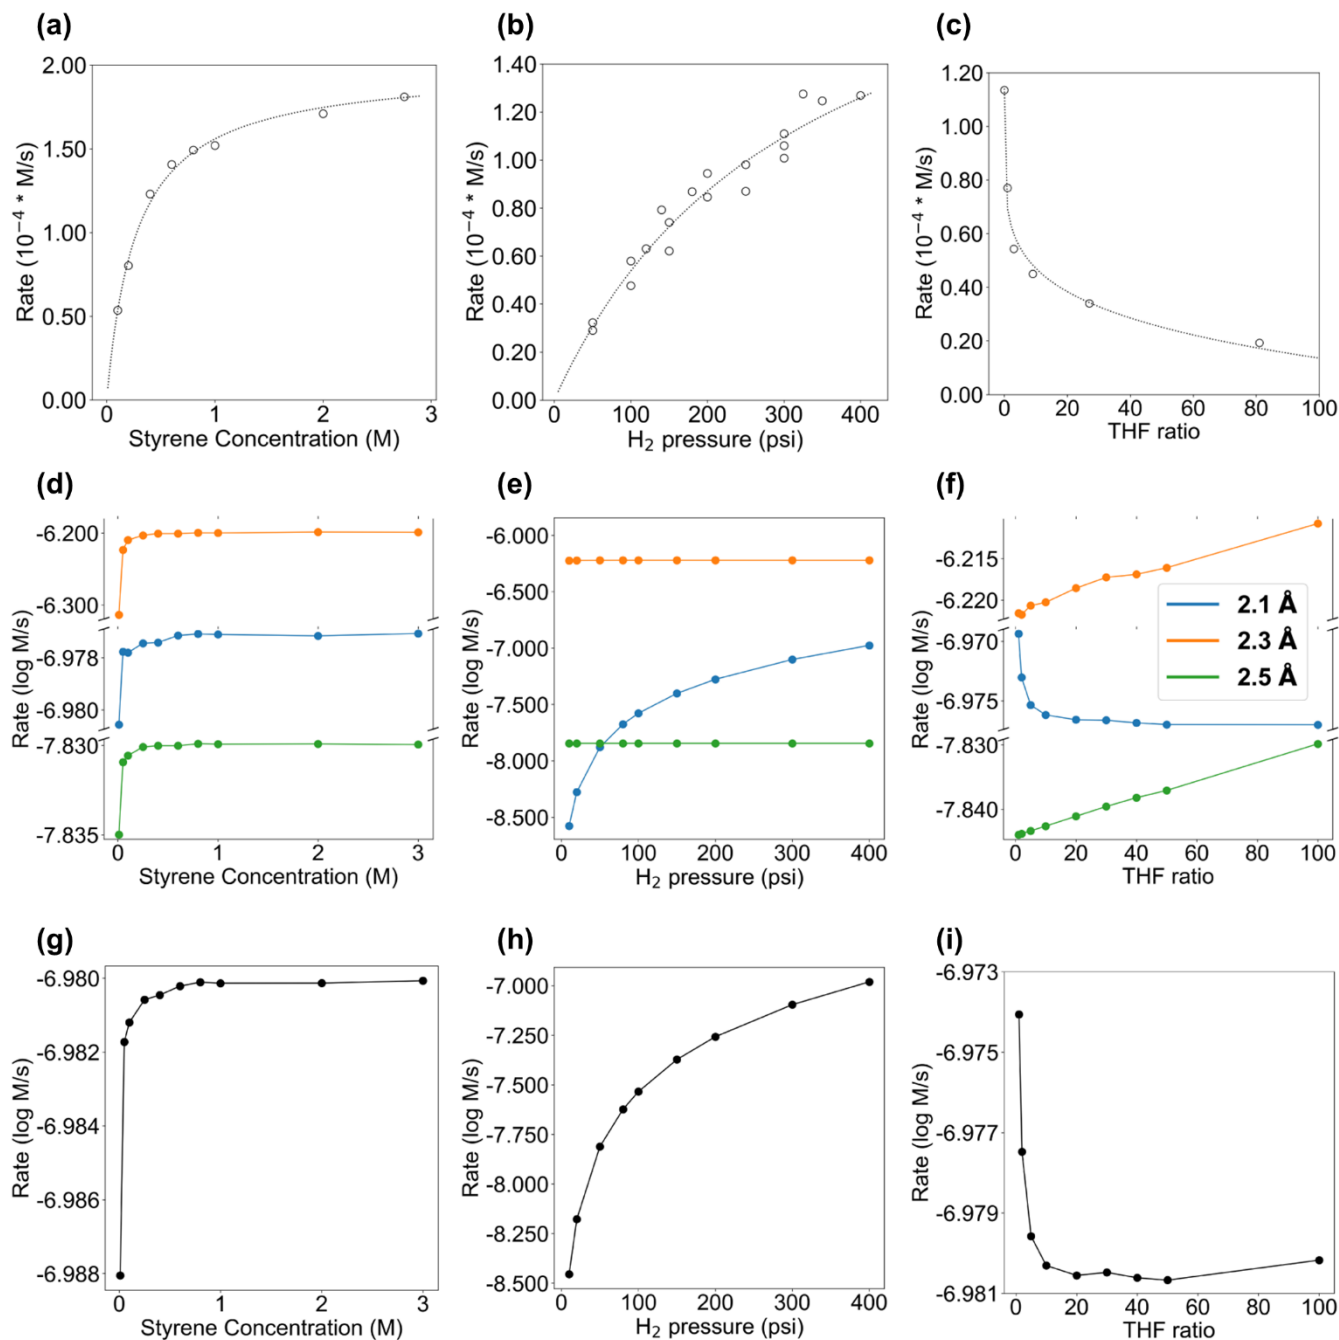 (a)
2.00
1.50
1.00
0.50
0.00
Rate (10⁻⁴ * M/s)
0 1 2 3
Styrene Concentration (M)
(b)
1.40
1.20
1.00
0.80
0.60
0.40
0.20
0.00
Rate (10⁻⁴ * M/s)
100 200 300 400
H₂ pressure (psi)
(c)
1.20
1.00
0.80
0.60
0.40
0.20
0.00
Rate (10⁻⁴ * M/s)
0 20 40 60 80 100
THF ratio
(d)
-6.200
-6.300
-6.978
-6.980
-7.830
-7.835
Rate (log M/s)
0 1 2 3
Styrene Concentration (M)
(e)
-6.000
-6.500
-7.000
-7.500
-8.000
-8.500
Rate (log M/s)
0 100 200 300 400
H₂ pressure (psi)
(f)
-6.215
-6.220
-6.970
-6.975
-7.830
-7.840
Rate (log M/s)
0 20 40 60 80 100
THF ratio
2.1 Å
2.3 Å
2.5 Å
(g)
-6.980
-6.982
-6.984
-6.986
-6.988
Rate (log M/s)
0 1 2 3
Styrene Concentration (M)
(h)
-7.000
-7.250
-7.500
-7.750
-8.000
-8.250
-8.500
Rate (log M/s)
0 100 200 300 400
H₂ pressure (psi)
(i)
-6.973
-6.975
-6.977
-6.979
-6.981
Rate (log M/s)
0 20 40 60 80 100
THF ratio